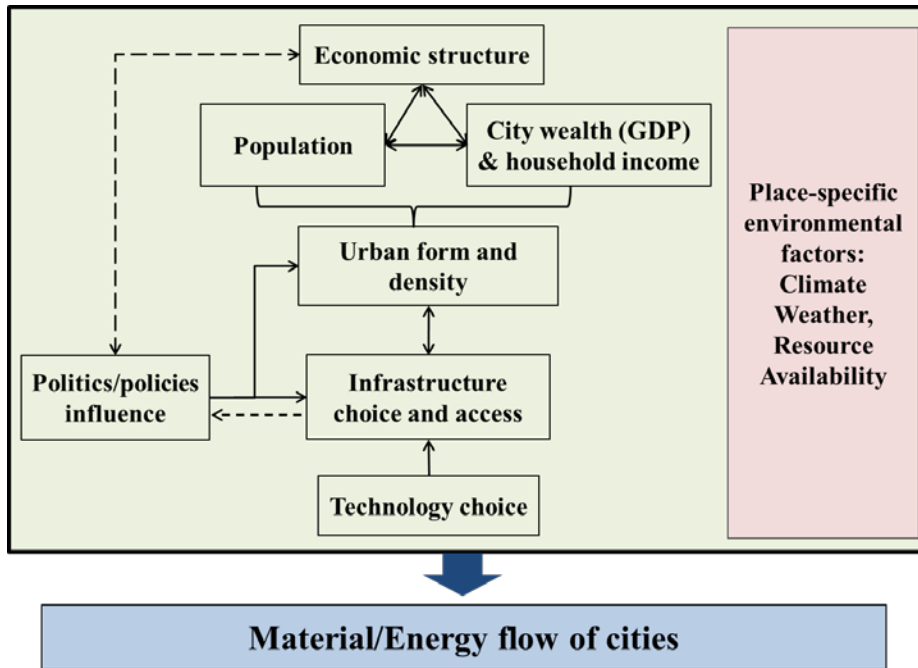 Economic structure
Population
City wealth (GDP)
& household income
Urban form and
density
Politics/policies
influence
Infrastructure
choice and access
Technology choice
Place-specific
environmental
factors:
Climate
Weather,
Resource
Availability
Material/Energy flow of cities